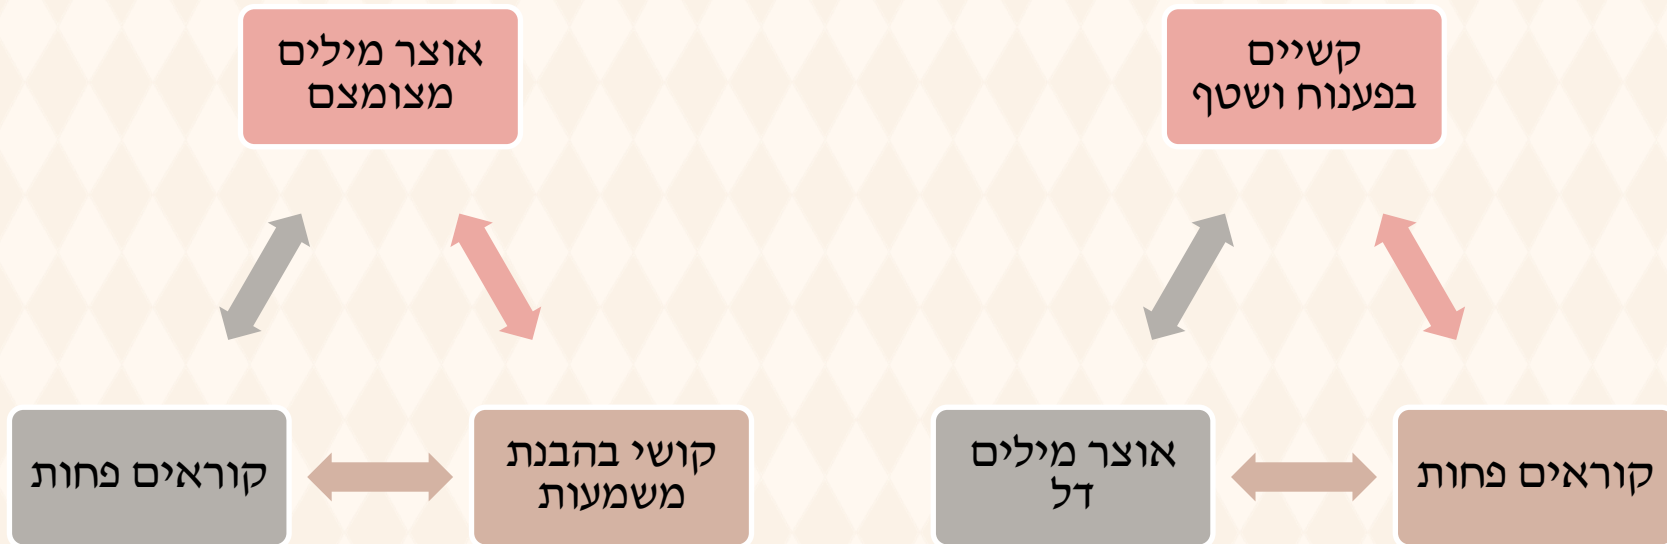 קשיים
בפענוח ושטף
קוראים פחות
אוצר מילים
דל
אוצר מילים
מצומצם
קושי בהבנת
משמעות
קוראים פחות